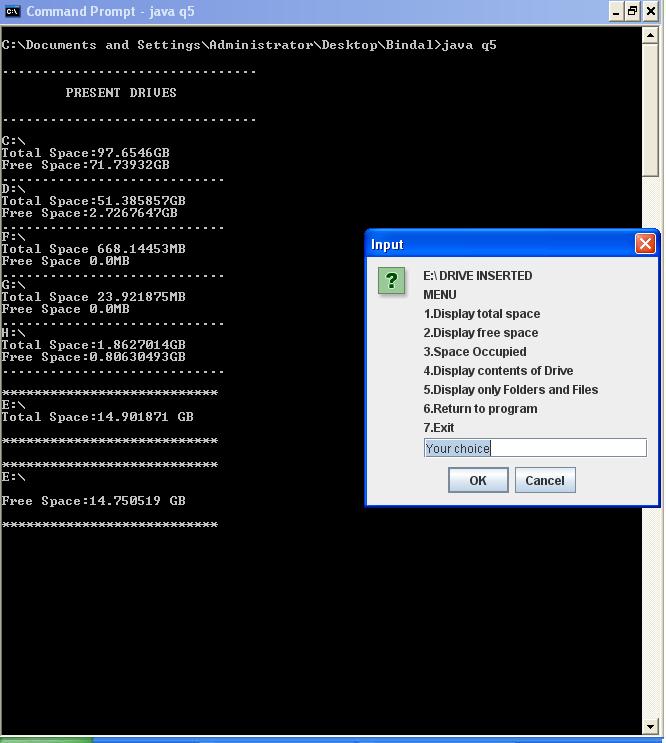 Command Prompt - java q5
C:\Documents and Settings\Administrator\Desktop\Bindal>java q5
--------------------------------
PRESENT DRIVES
--------------------------------
C:\
Total Space:97.6546GB
Free Space:71.73932GB
----------------------------
D:\
Total Space:51.385857GB
Free Space:2.7267647GB
----------------------------
F:\
Total Space 668.14453MB
Free Space 0.0MB
----------------------------
G:\
Total Space 23.921875MB
Free Space 0.0MB
----------------------------
H:\
Total Space:1.8627014GB
Free Space:0.80630493GB
----------------------------
***************************
E:\
Total Space:14.901871 GB
***************************
***************************
E:\
Free Space:14.750519 GB
***************************
Input
?
E:\ DRIVE INSERTED
MENU
1.Display total space
2.Display free space
3.Space Occupied
4.Display contents of Drive
5.Display only Folders and Files
6.Return to program
7.Exit
Your choice
OK Cancel